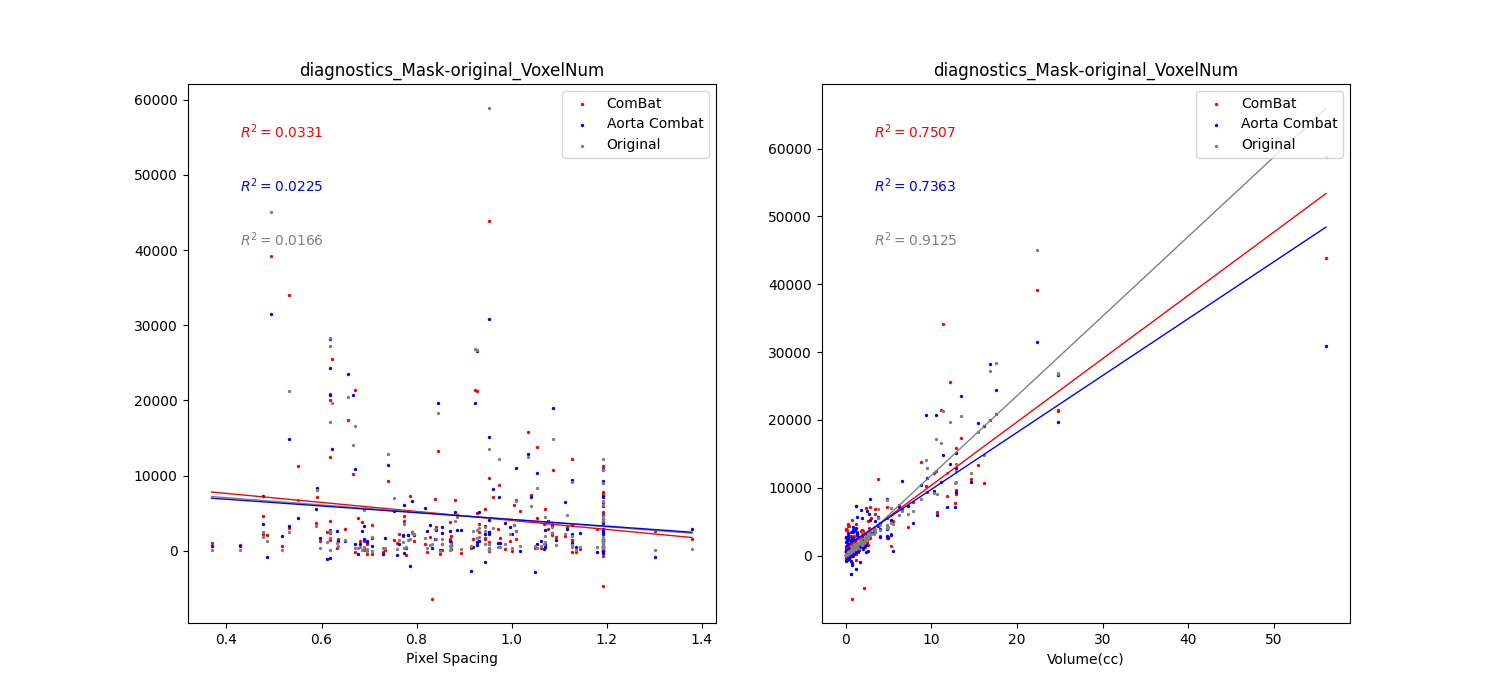 diagnostics_Mask-original_VoxelNum
ComBat
Aorta Combat
Original
R² = 0.0331
R² = 0.0225
R² = 0.0166
60000
50000
40000
30000
20000
10000
0
0.4 0.6 0.8 1.0 1.2 1.4
Pixel Spacing
diagnostics_Mask-original_VoxelNum
ComBat
Aorta Combat
Original
R² = 0.7507
R² = 0.7363
R² = 0.9125
60000
50000
40000
30000
20000
10000
0
0 10 20 30 40 50
Volume(cc)